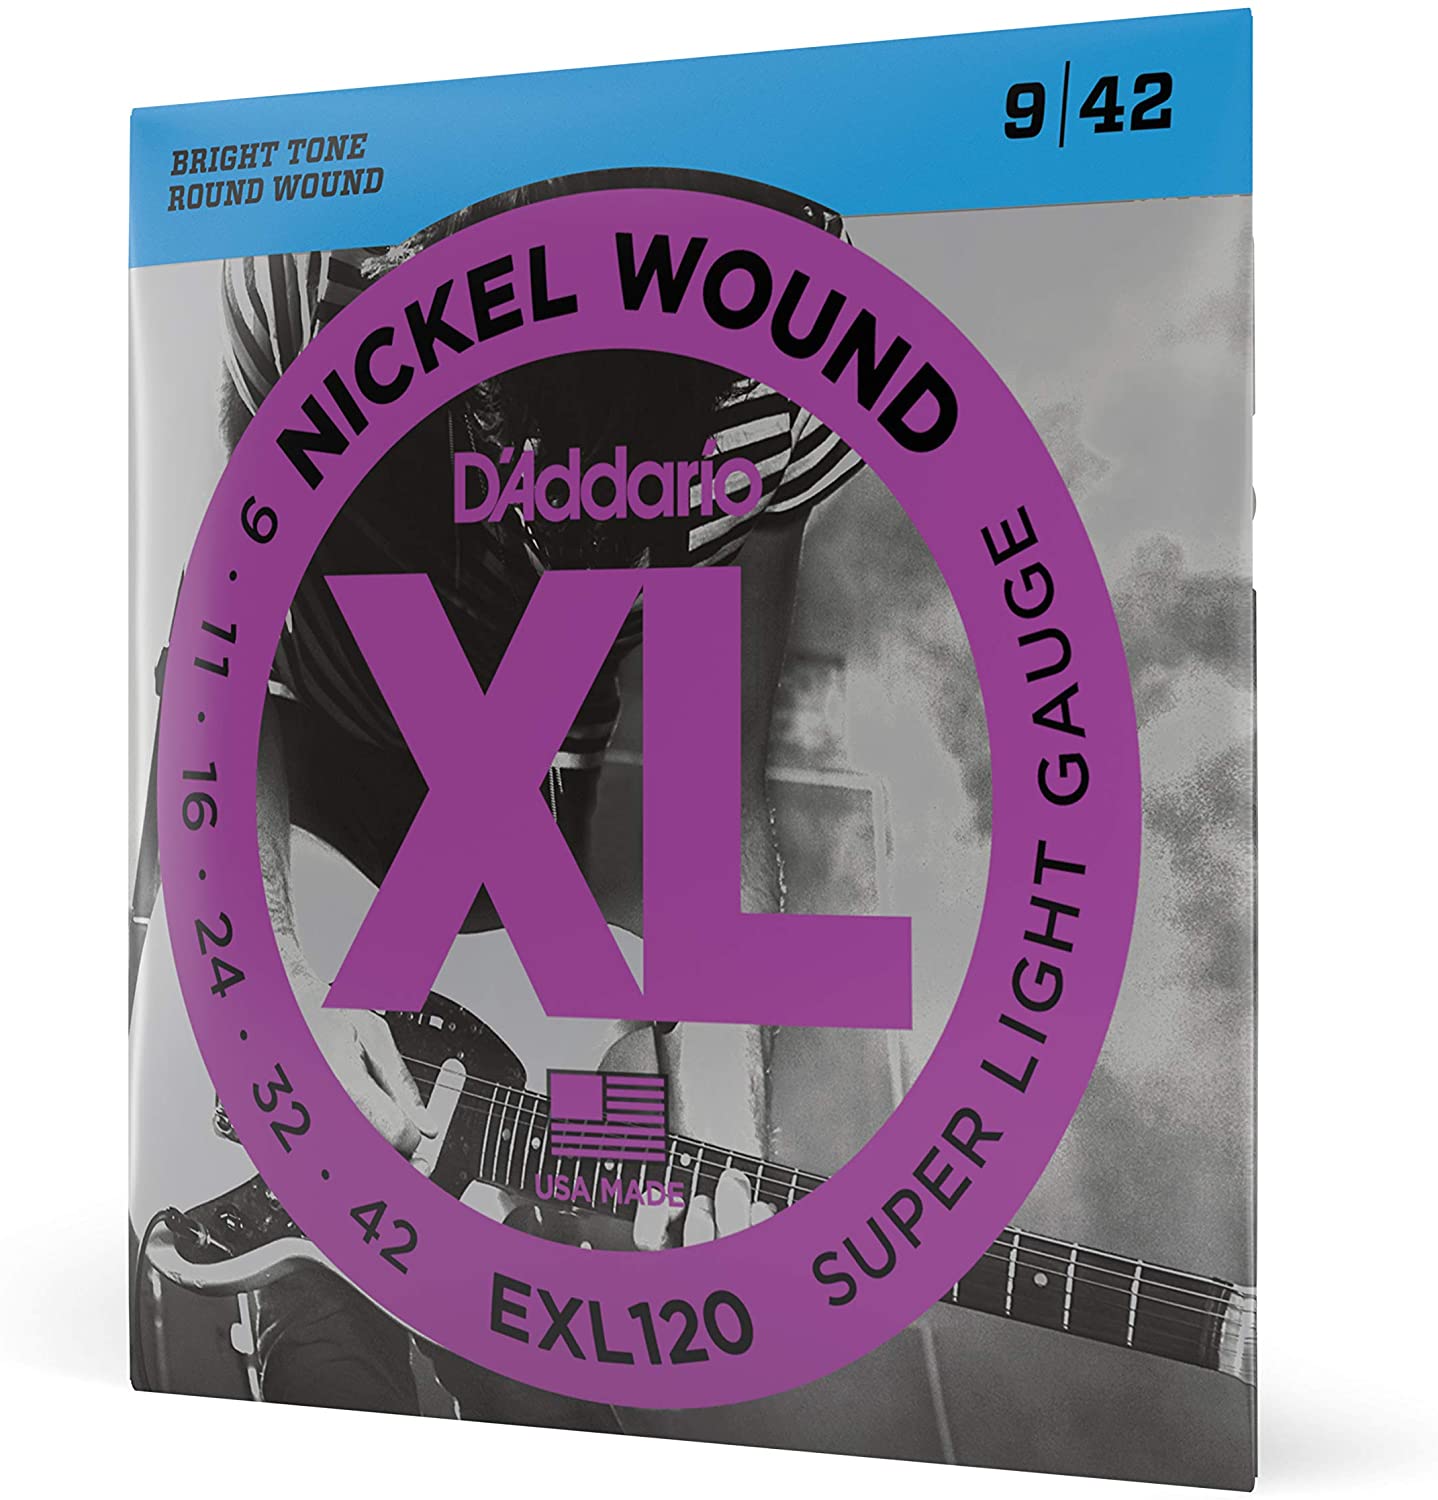 BRIGHT TONE
ROUND WOUND
9|42
NICKEL WOUND
D'Addario
XL
USA MADE
9 · 11 · 16 · 24 · 32 · 42
EXL120
SUPER LIGHT GAUGE